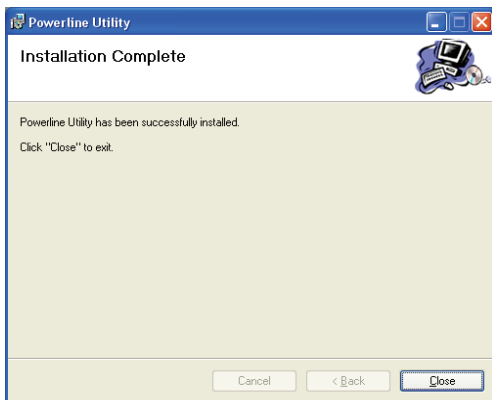 Powerline Utility
Installation Complete
Powerline Utility has been successfully installed.
Click "Close" to exit.
Cancel
< Back
Close